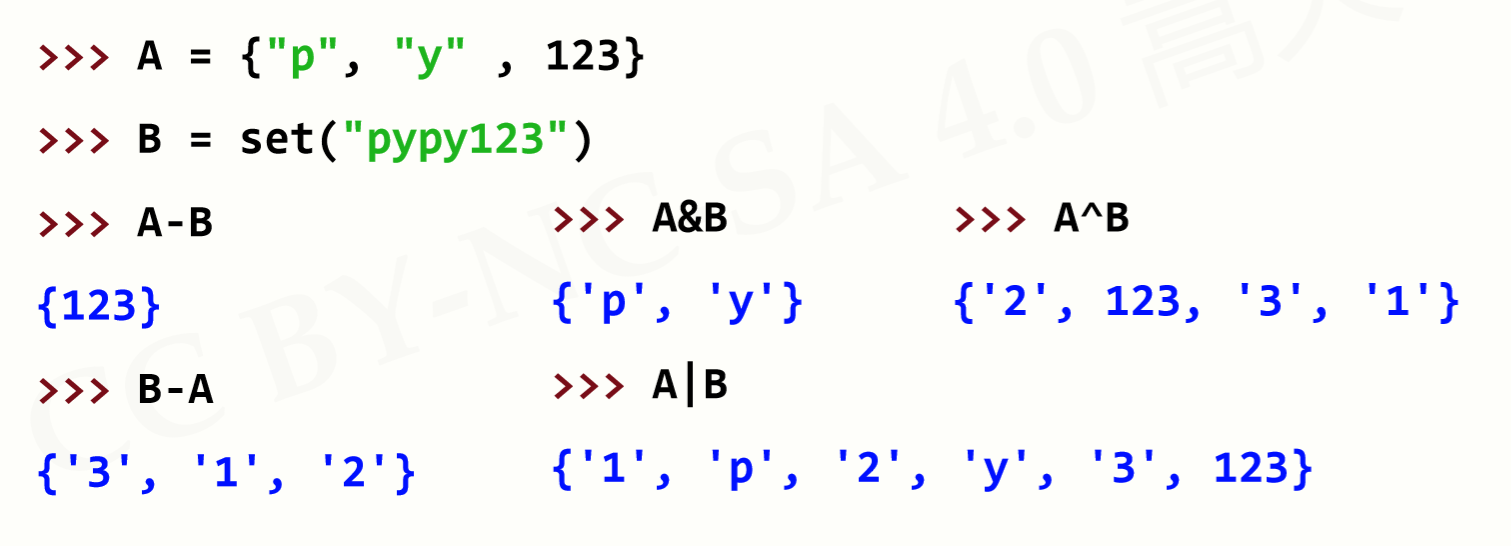 >>> A = {"p", "y" , 123}
>>> B = set("pypy123")
>>> A-B
{123}
>>> B-A
{'3', '1', '2'}
>>> A&B
{'p', 'y'}
>>> A|B
{'1', 'p', '2', 'y', '3', 123}
>>> A^B
{'2', 123, '3', '1'}
CC BY-NC SA 4.0 嵩天